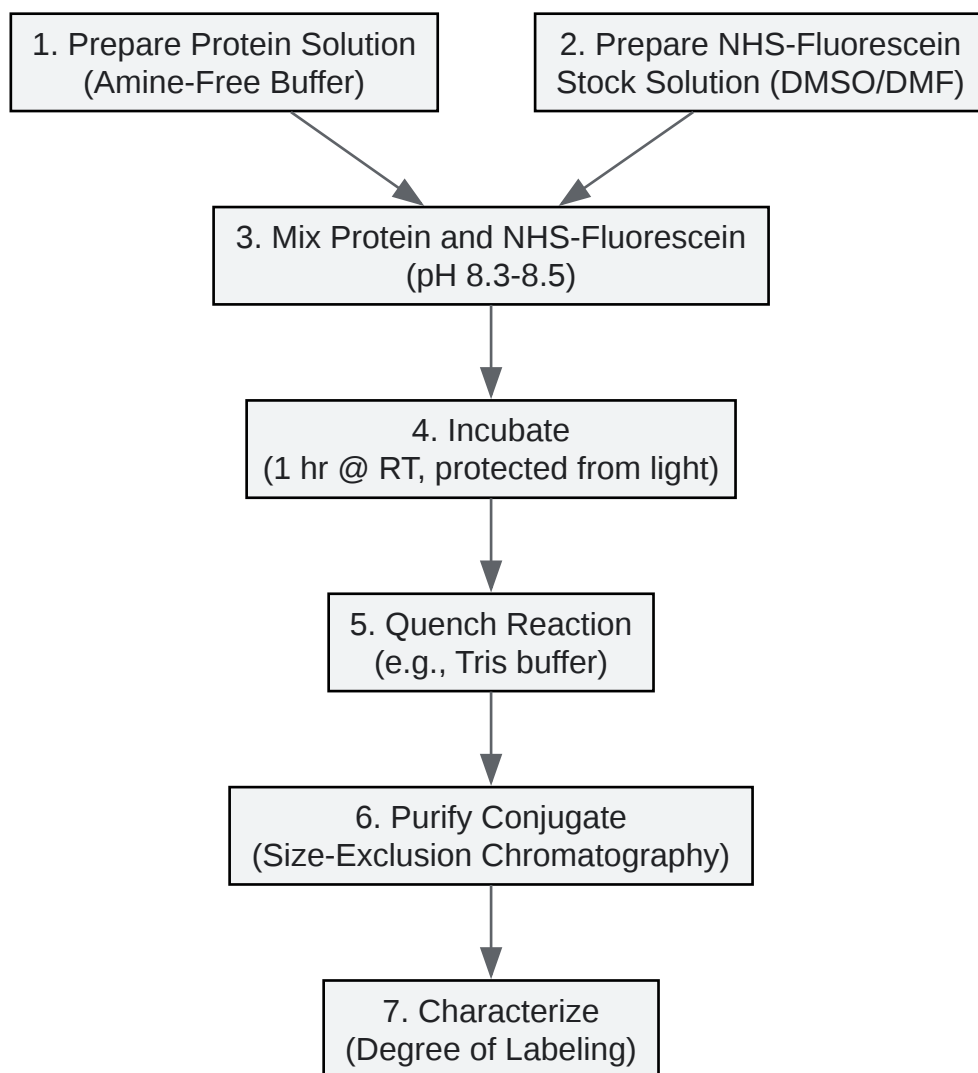 1. Prepare Protein Solution
(Amine-Free Buffer)
2. Prepare NHS-Fluorescein
Stock Solution (DMSO/DMF)
3. Mix Protein and NHS-Fluorescein
(pH 8.3-8.5)
4. Incubate
(1 hr @ RT, protected from light)
5. Quench Reaction
(e.g., Tris buffer)
6. Purify Conjugate
(Size-Exclusion Chromatography)
7. Characterize
(Degree of Labeling)